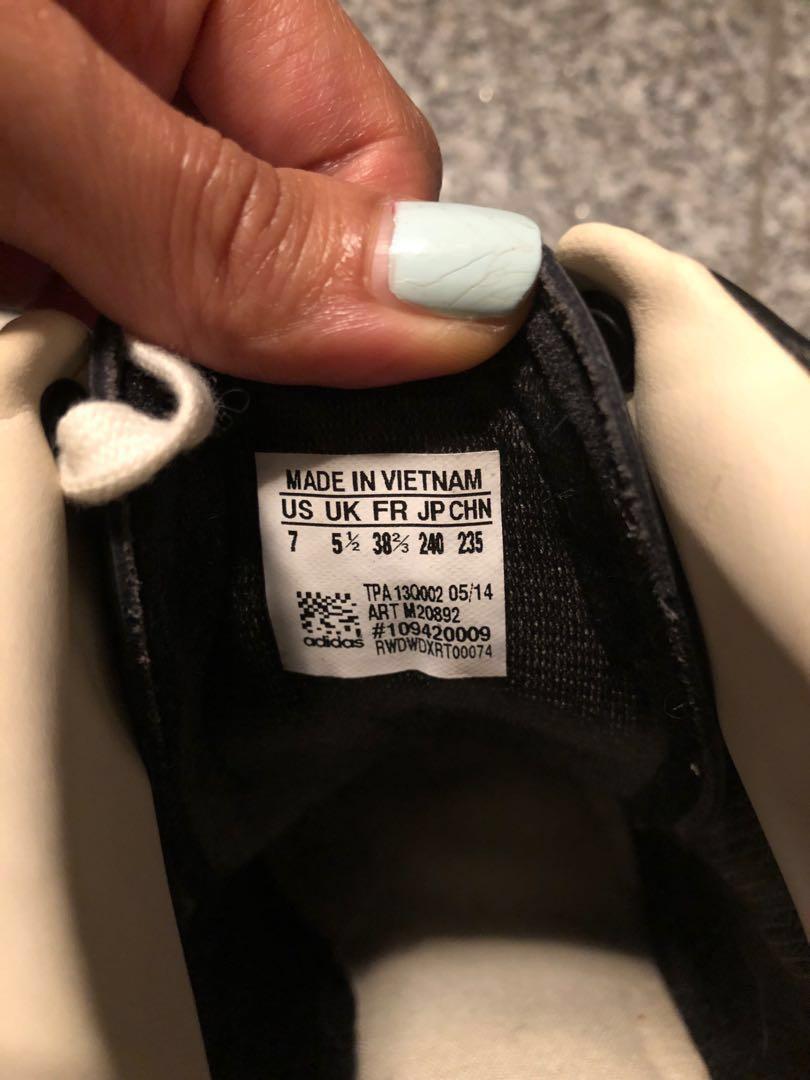 MADE IN VIETNAM
US UK FR JP CHN
7 5½ 38⅔ 240 235
TPA 13Q002 05/14
ART M20892
#109420009
adidas RWDWDXRT00074